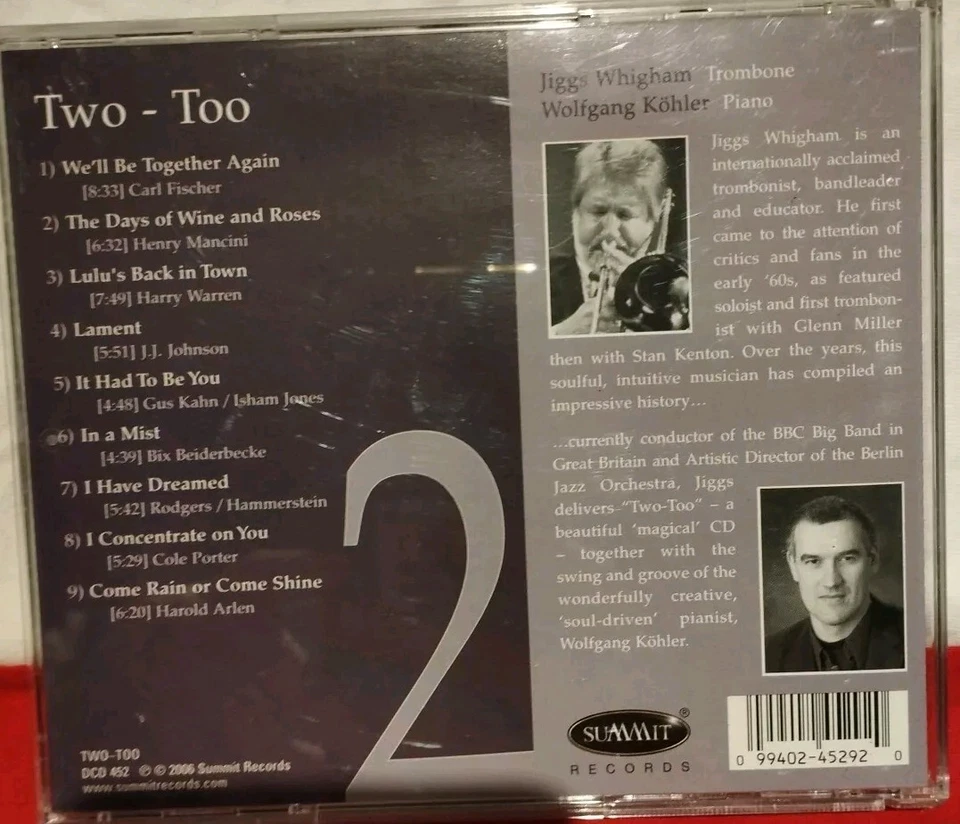 Two - Too
1) We'll Be Together Again
[8:33] Carl Fischer
2) The Days of Wine and Roses
[6:32] Henry Mancini
3) Lulu's Back in Town
[7:49] Harry Warren
4) Lament
[5:51] J.J. Johnson
5) It Had To Be You
[4:48] Gus Kahn / Isham Jones
6) In a Mist
[4:39] Bix Beiderbecke
7) I Have Dreamed
[5:42] Rodgers / Hammerstein
8) I Concentrate on You
[5:29] Cole Porter
9) Come Rain or Come Shine
[6:20] Harold Arlen
2
TWO-TOO
DCD 452 ℗ © 2006 Summit Records
www.summitrecords.com
Jiggs Whigham Trombone
Wolfgang Köhler Piano
Jiggs Whigham is an
internationally acclaimed
trombonist, bandleader
and educator. He first
came to the attention of
critics and fans in the
early '60s, as featured
soloist and first trombon-
ist with Glenn Miller
then with Stan Kenton. Over the years, this
soulful, intuitive musician has compiled an
impressive history...
...currently conductor of the BBC Big Band in
Great Britain and Artistic Director of the Berlin
Jazz Orchestra, Jiggs
delivers–"Two-Too" – a
beautiful 'magical' CD
– together with the
swing and groove of the
wonderfully creative,
'soul-driven' pianist,
Wolfgang Köhler.
SUMMIT®
RECORDS
0 99402-45292 0